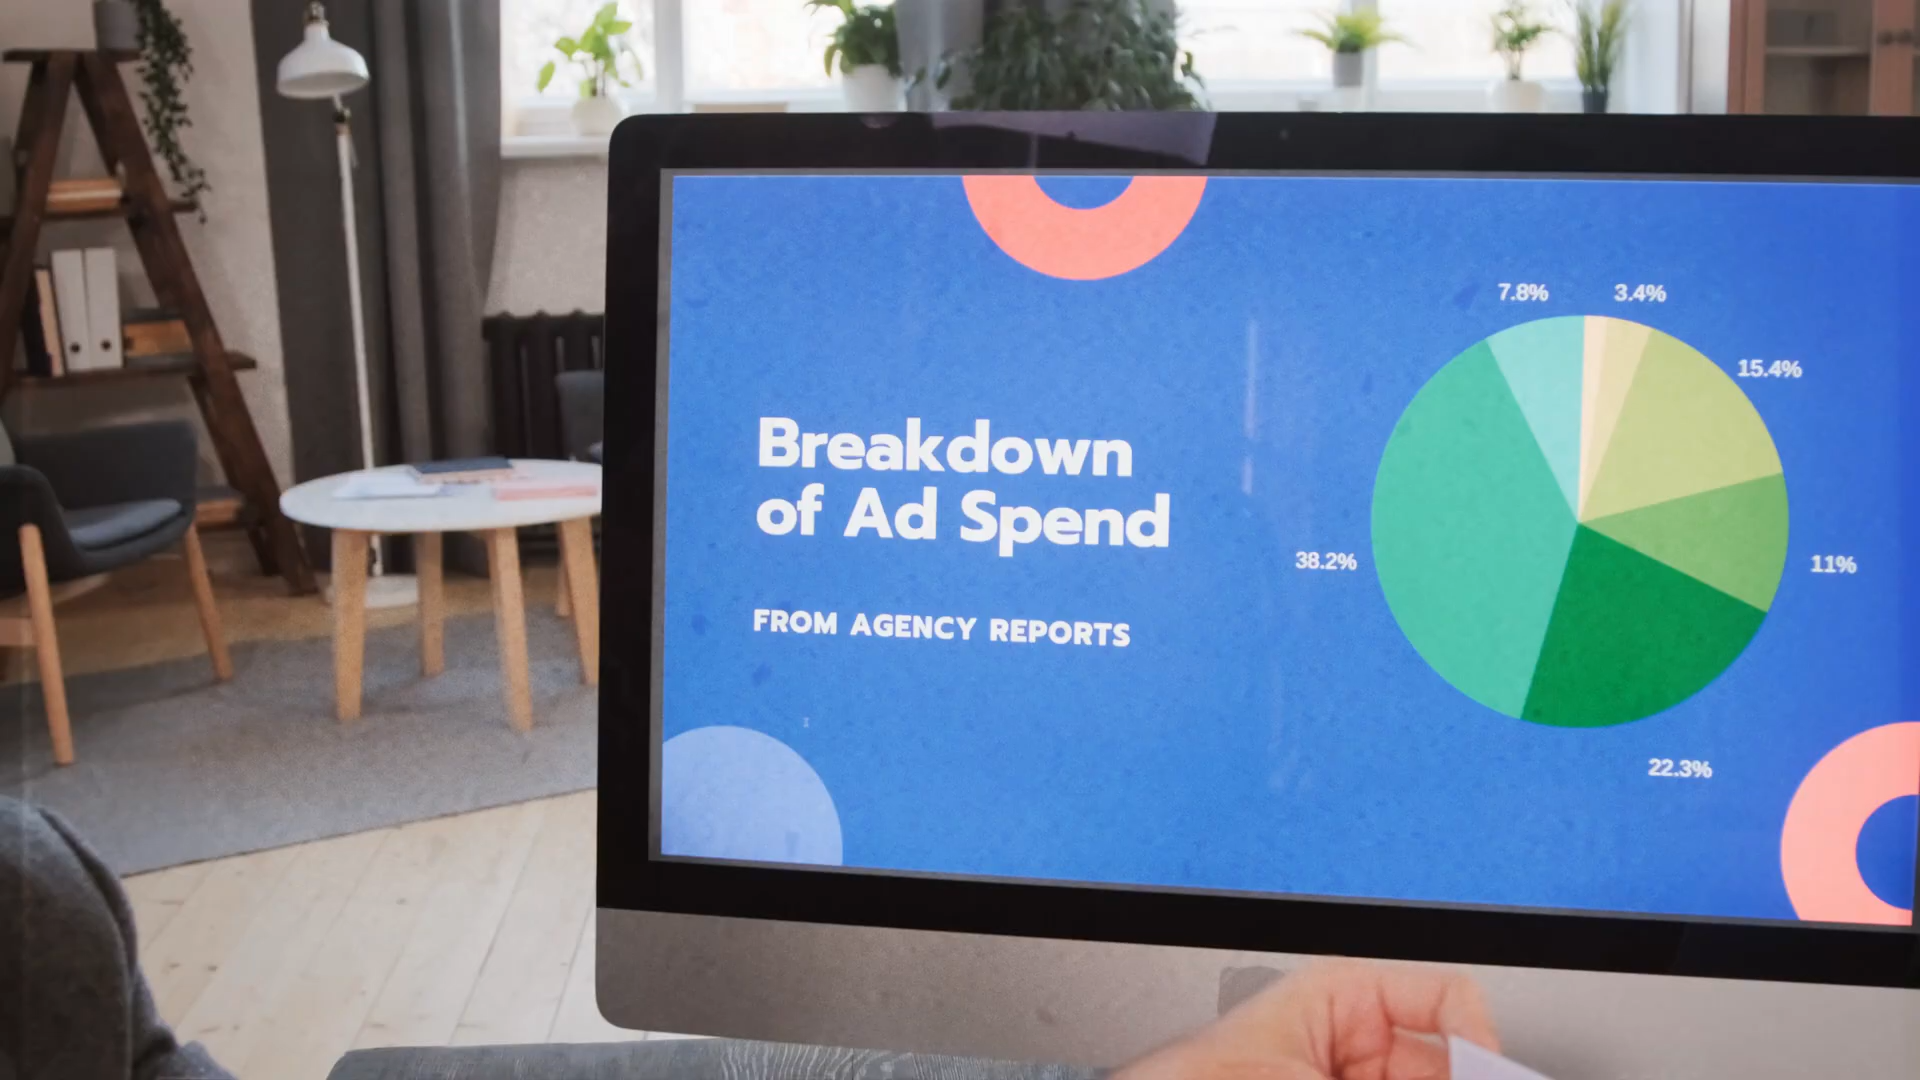 Breakdown
of Ad Spend
FROM AGENCY REPORTS
7.8%
3.4%
15.4%
38.2%
11%
22.3%